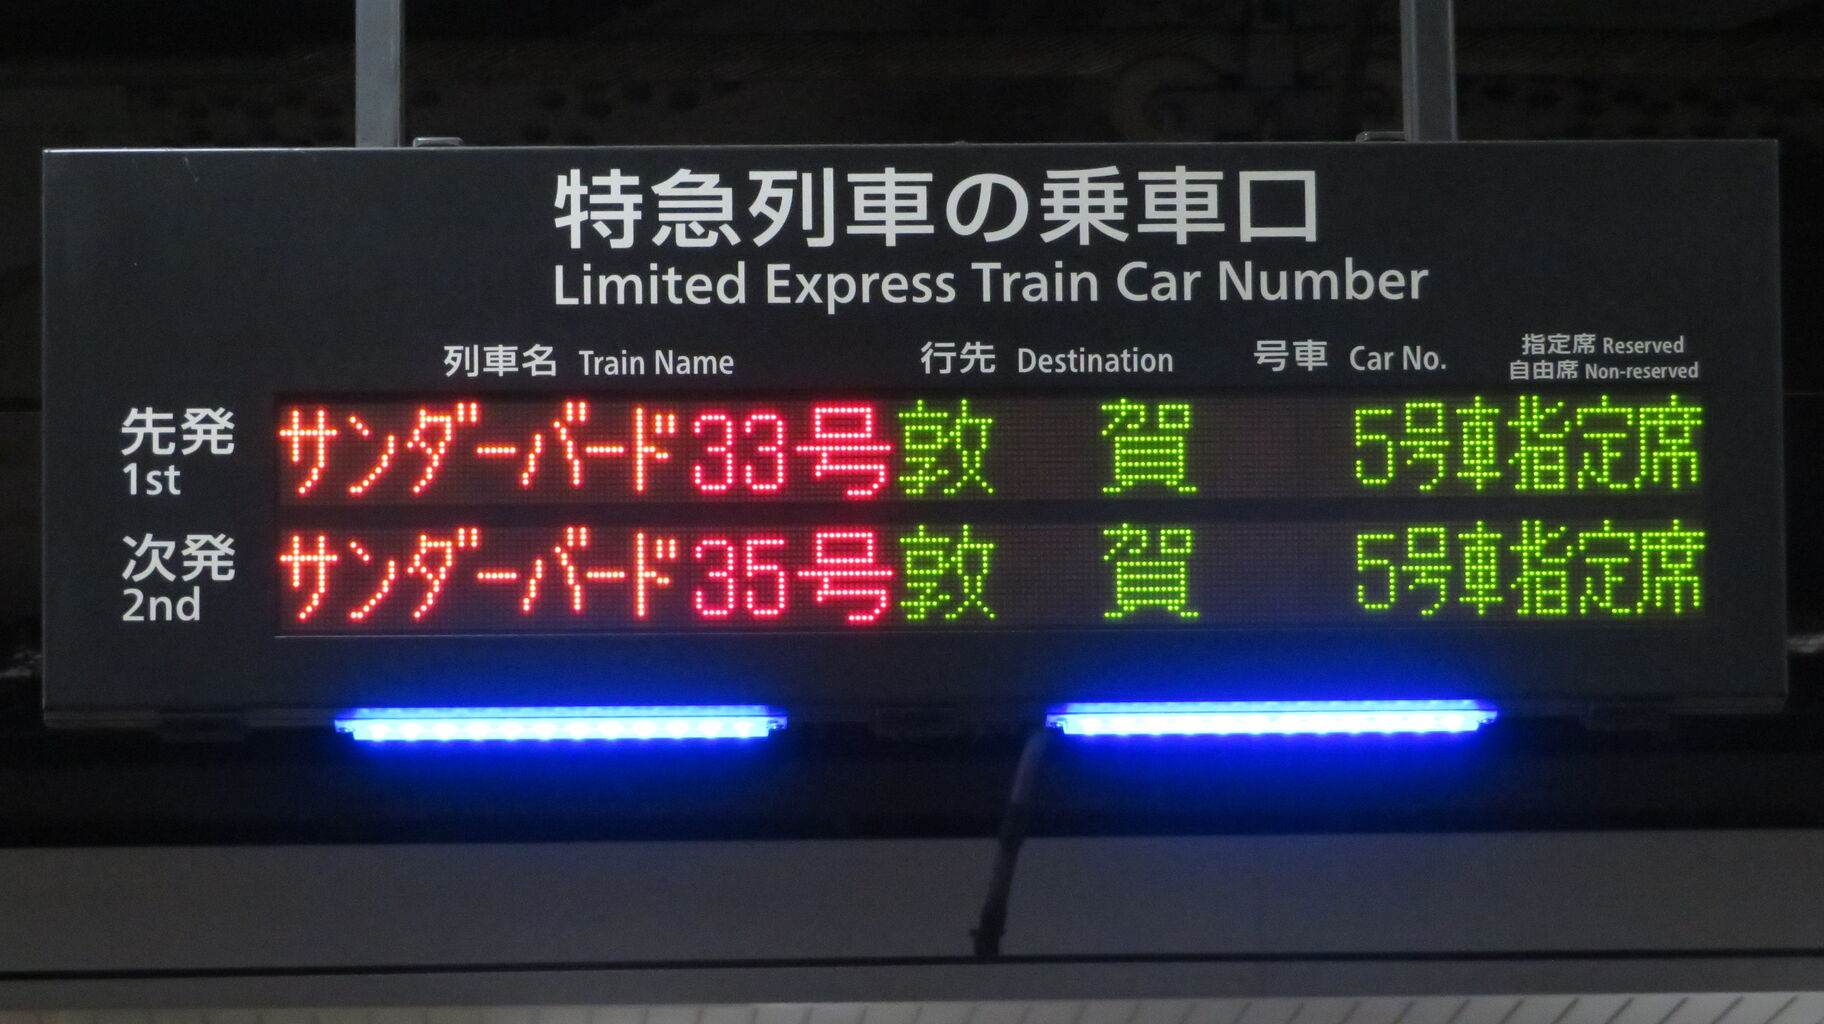 特急列車の乗車口
Limited Express Train Car Number
列車名 Train Name 行先 Destination 号車 Car No. 指定席 Reserved
自由席 Non-reserved
先発 サンダーバード33号 敦賀 5号車指定席
1st
次発 サンダーバード35号 敦賀 5号車指定席
2nd